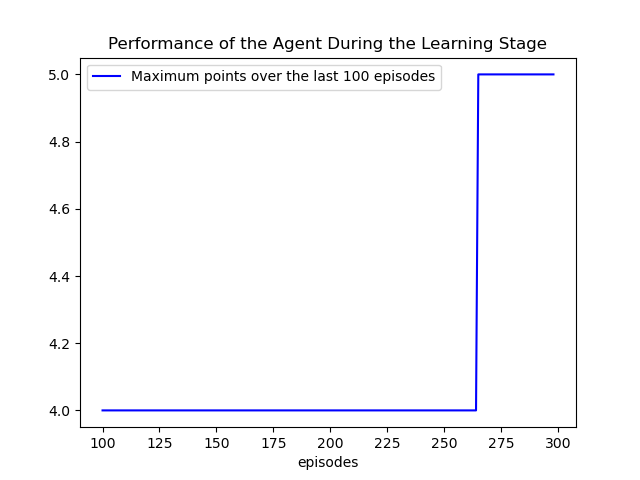 Performance of the Agent During the Learning Stage
Maximum points over the last 100 episodes
5.0
4.8
4.6
4.4
4.2
4.0
100 125 150 175 200 225 250 275 300
episodes